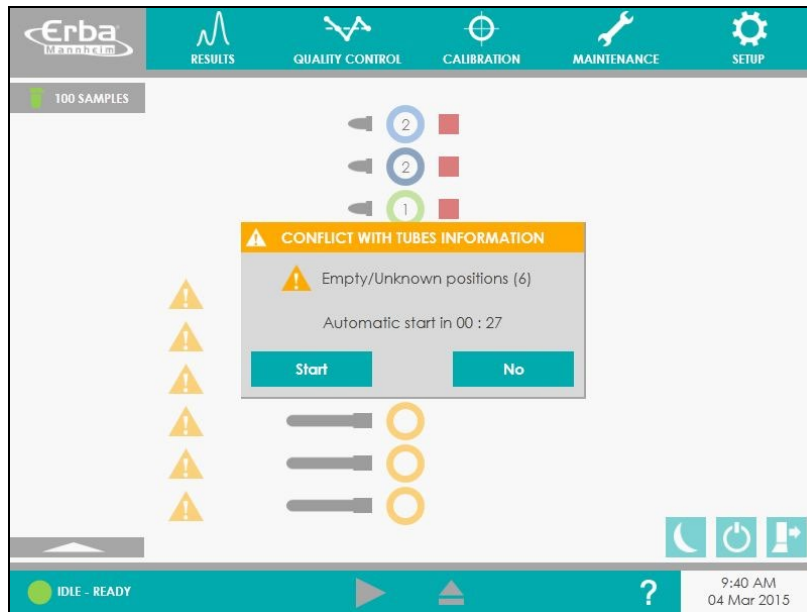 Erba
Mannheim
RESULTS
QUALITY CONTROL
CALIBRATION
MAINTENANCE
SETUP
100 SAMPLES
2
2
1
CONFLICT WITH TUBES INFORMATION
Empty/Unknown positions (6)
Automatic start in 00 : 27
Start
No
IDLE - READY
?
9:40 AM
04 Mar 2015